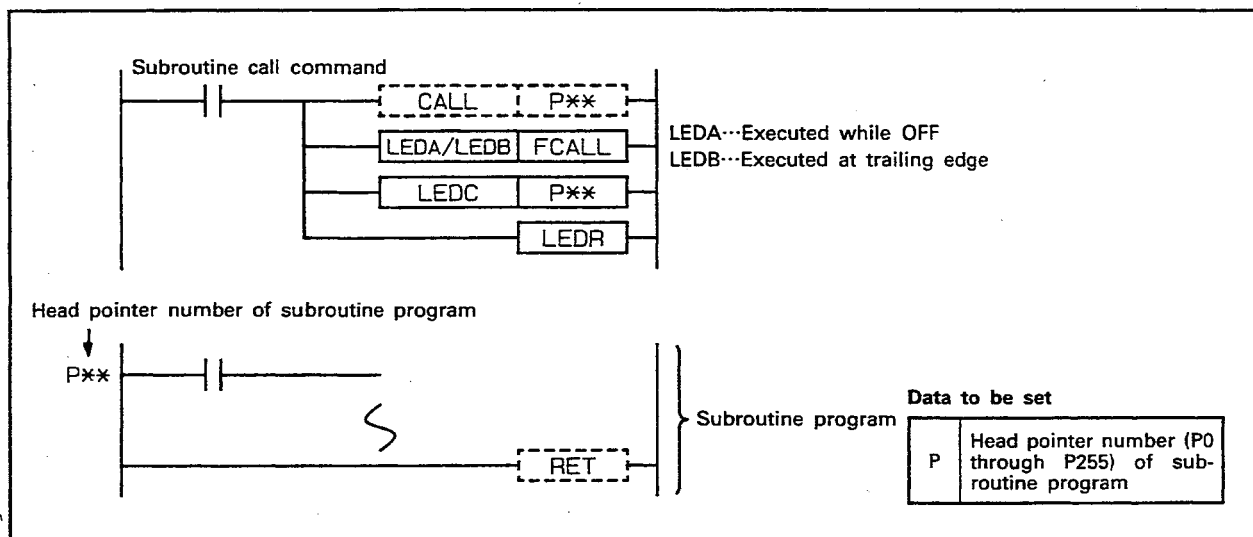 Subroutine call command
CALL P**
LEDA/LEDB FCALL
LEDA···Executed while OFF
LEDB···Executed at trailing edge
LEDC P**
LEDR
Head pointer number of subroutine program
P**
Subroutine program
RET
Data to be set
P
Head pointer number (P0
through P255) of sub-
routine program